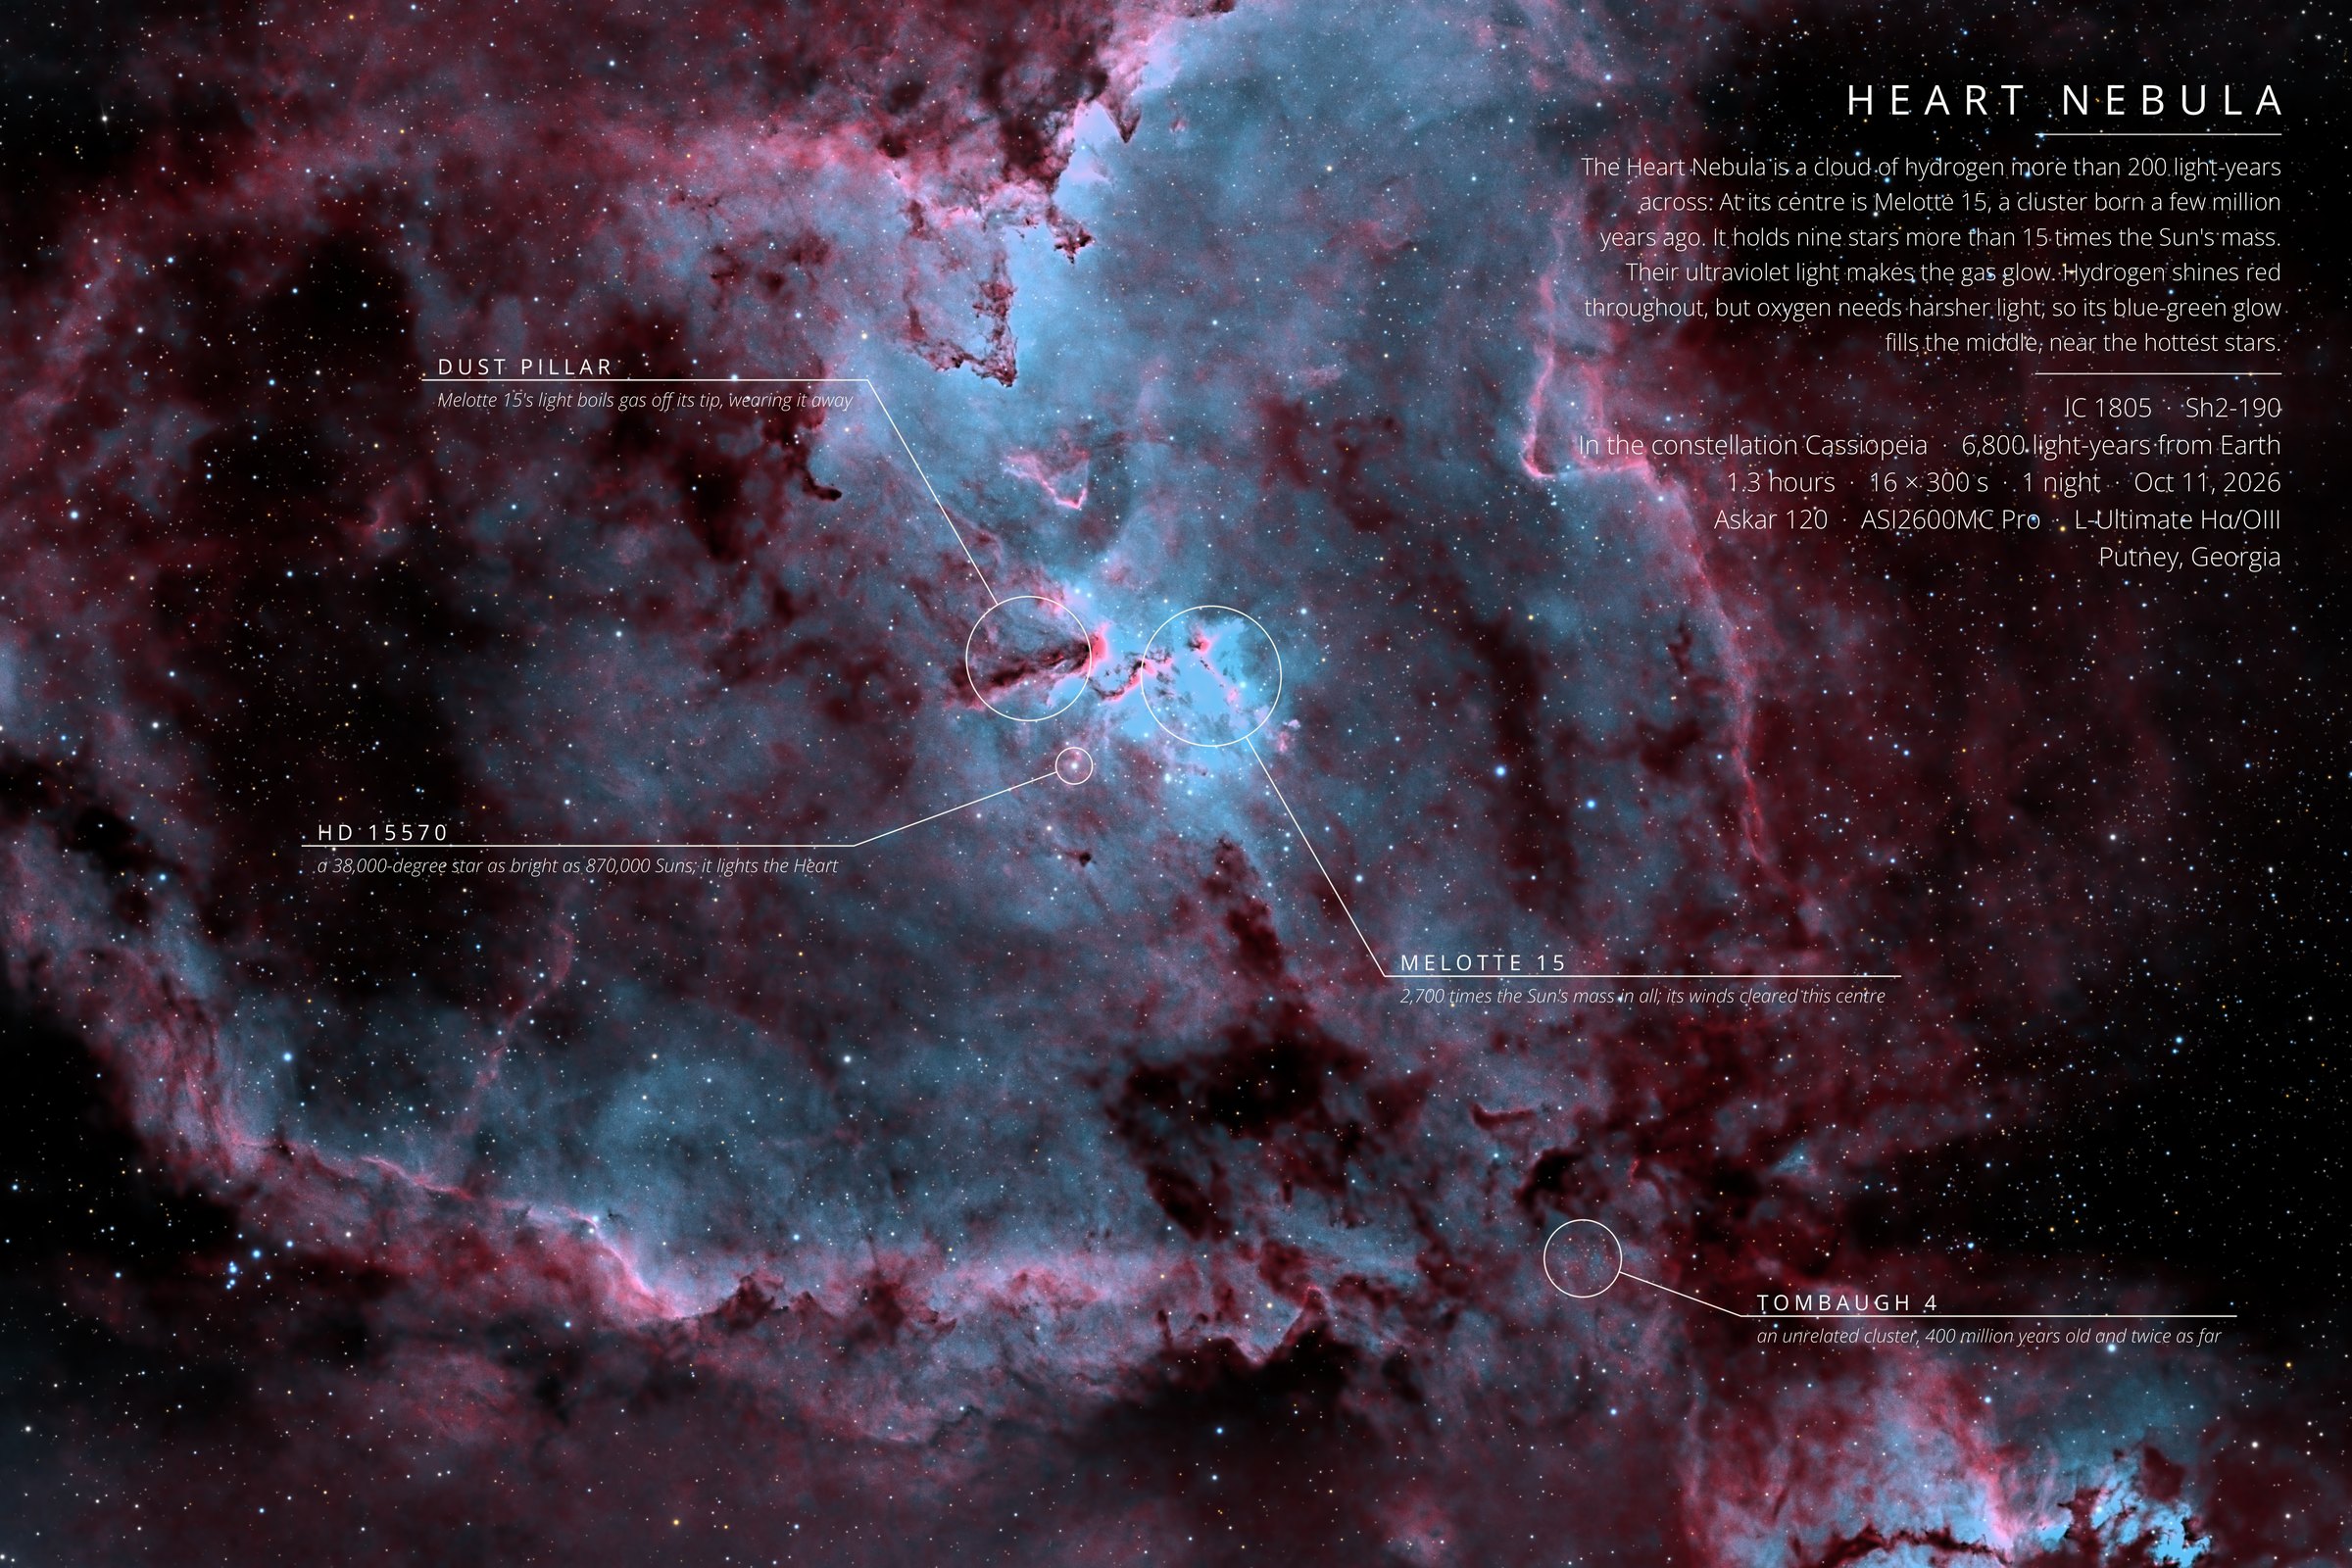 HEART NEBULA
The Heart Nebula is a cloud of hydrogen more than 200 light-years
across. At its centre is Melotte 15, a cluster born a few million
years ago. It holds nine stars more than 15 times the Sun's mass.
Their ultraviolet light makes the gas glow. Hydrogen shines red
throughout, but oxygen needs harsher light, so its blue-green glow
fills the middle, near the hottest stars.
IC 1805 · Sh2-190
In the constellation Cassiopeia · 6,800 light-years from Earth
1.3 hours · 16 × 300 s · 1 night · Oct 11, 2026
Askar 120 · ASI2600MC Pro · L-Ultimate Hα/OIII
Putney, Georgia
DUST PILLAR
Melotte 15's light boils gas off its tip, wearing it away
HD 15570
a 38,000-degree star as bright as 870,000 Suns; it lights the Heart
MELOTTE 15
2,700 times the Sun's mass in all; its winds cleared this centre
TOMBAUGH 4
an unrelated cluster, 400 million years old and twice as far